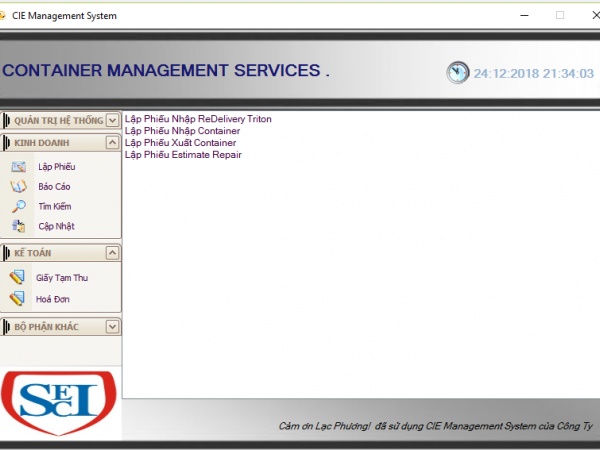 CIE Management System
CONTAINER MANAGEMENT SERVICES .
24:12:2018 21:34:03
QUẢN TRỊ HỆ THỐNG
KINH DOANH
Lập Phiếu
Báo Cáo
Tìm Kiếm
Cập Nhật
KẾ TOÁN
Giấy Tạm Thu
Hoá Đơn
BỘ PHẬN KHÁC
SECI
Lập Phiếu Nhập ReDelivery Triton
Lập Phiếu Nhập Container
Lập Phiếu Xuất Container
Lập Phiếu Estimate Repair
Cảm ơn Lạc Phương! đã sử dụng CIE Management System của Công Ty